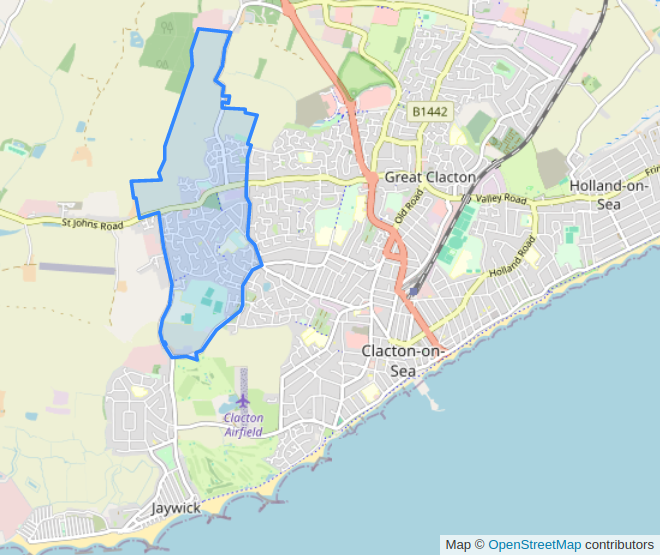 B1442
Great Clacton
Holland-on-
Sea
Valley Road
Old Road
St Johns Road
Holland Road
Clacton-on-
Sea
Clacton
Airfield
Jaywick
Map © OpenStreetMap contributors